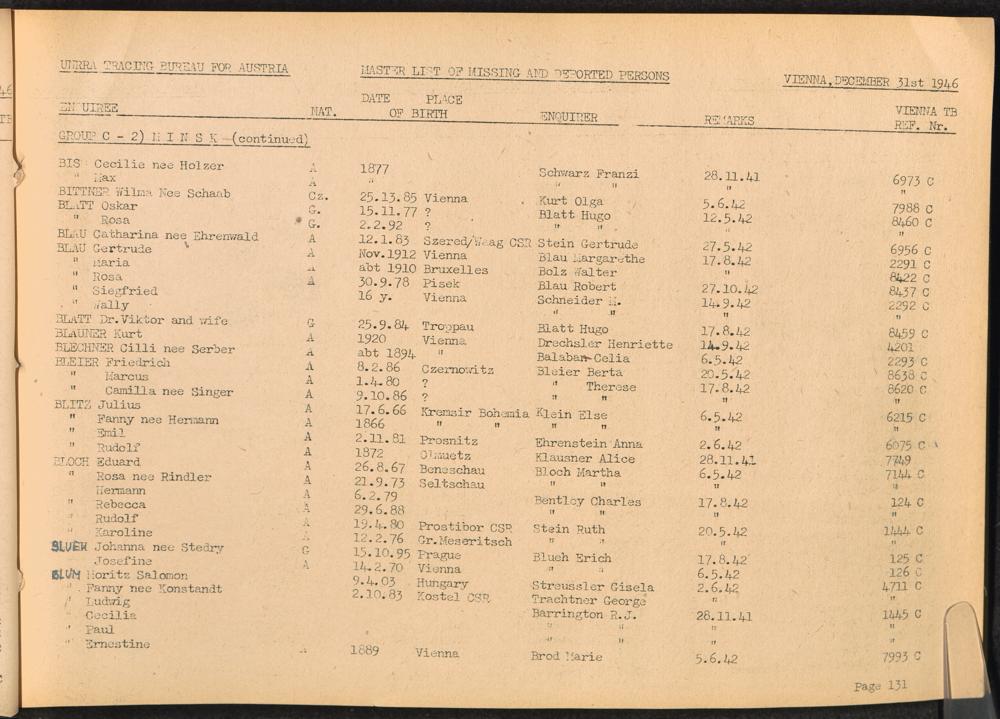 UNRRA TRACING BUREAU FOR AUSTRIA MASTER LIST OF MISSING AND DEPORTED PERSONS VIENNA, DECEMBER 31st 1946
ENQUIREE NAT. DATE PLACE OF BIRTH ENQUIRER REMARKS VIENNA TB REF. Nr.
GROUP C - 2) M I N S K (continued)
BIS Cecilie nee Holzer A 1877 Schwarz Franzi 28.11.41 6973 C
" Max A " " " " "
BITTNER Wilma Nee Schaab Cz. 25.13.85 Vienna Kurt Olga 5.6.42 7988 C
BLATT Oskar G. 15.11.77 ? Blatt Hugo 12.5.42 8460 C
" Rosa G. 2.2.92 ? " " "
BLAU Catharina nee Ehrenwald A 12.1.83 Szered/Waag CSR Stein Gertrude 27.5.42 6956 C
BLAU Gertrude A Nov.1912 Vienna Blau Margarethe 17.8.42 2291 C
" Maria A abt 1910 Bruxelles Bolz Walter " 8422 C
" Rosa A 30.9.78 Pisek Blau Robert 27.10.42 8437 C
" Siegfried 16 y. Vienna Schneider M. 14.9.42 2292 C
" Wally " " " "
BLATT Dr.Viktor and wife G 25.9.84 Troppau Blatt Hugo 17.8.42 8459 C
BLAUNER Kurt A 1920 Vienna Drechsler Henriette 14.9.42 4201
BLECHNER Cilli nee Serber A abt 1894 " Balaban Celia 6.5.42 2293 C
BLEIER Friedrich A 8.2.86 Czernowitz Bleier Berta 20.5.42 8638 C
" Marcus A 1.4.80 ? " Therese 17.8.42 8620 C
" Camilla nee Singer A 9.10.86 ? " " " "
BLITZ Julius A 17.6.66 Kremsir Bohemia Klein Else 6.5.42 6215 C
" Fanny nee Hermann A 1866 " " " " " "
" Emil A 2.11.81 Prosnitz Ehrenstein Anna 2.6.42 6075 C
" Rudolf A 1872 Olmuetz Klausner Alice 28.11.41 7749
BLOCH Eduard A 26.8.67 Beneschau Bloch Martha 6.5.42 7144 C
" Rosa nee Rindler A 21.9.73 Seltschau " " " "
Hermann A 6.2.79 Bentley Charles 17.8.42 124 C
" Rebecca A 29.6.88 " " " "
" Rudolf A 19.4.80 Prostibor CSR Stein Ruth 20.5.42 1444 C
" Karoline A 12.2.76 Gr.Meseritsch " " " "
BLUEH Johanna nee Stedry G 15.10.95 Prague Blueh Erich 17.8.42 125 C
Josefine A 14.2.70 Vienna " " 6.5.42 126 C
BLUM Moritz Salomon 9.4.03 Hungary Streussler Gisela 2.6.42 4711 C
" Fanny nee Konstandt 2.10.83 Kostel CSR Trachtner George " "
" Ludwig Barrington R.J. 28.11.41 1445 C
" Cecilia " " " "
" Paul " " " "
" Ernestine A 1889 Vienna Brod Marie 5.6.42 7993 C
Page 131